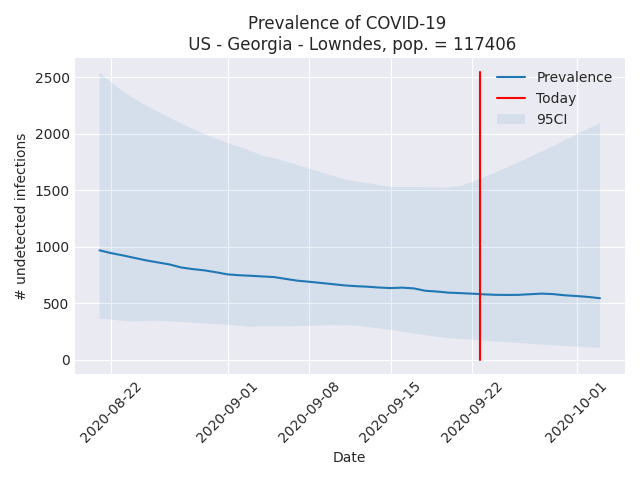 Prevalence of COVID-19
US - Georgia - Lowndes, pop. = 117406
Prevalence
Today
95CI
# undetected infections
2500
2000
1500
1000
500
0
2020-08-22
2020-09-01
2020-09-08
2020-09-15
2020-09-22
2020-10-01
Date